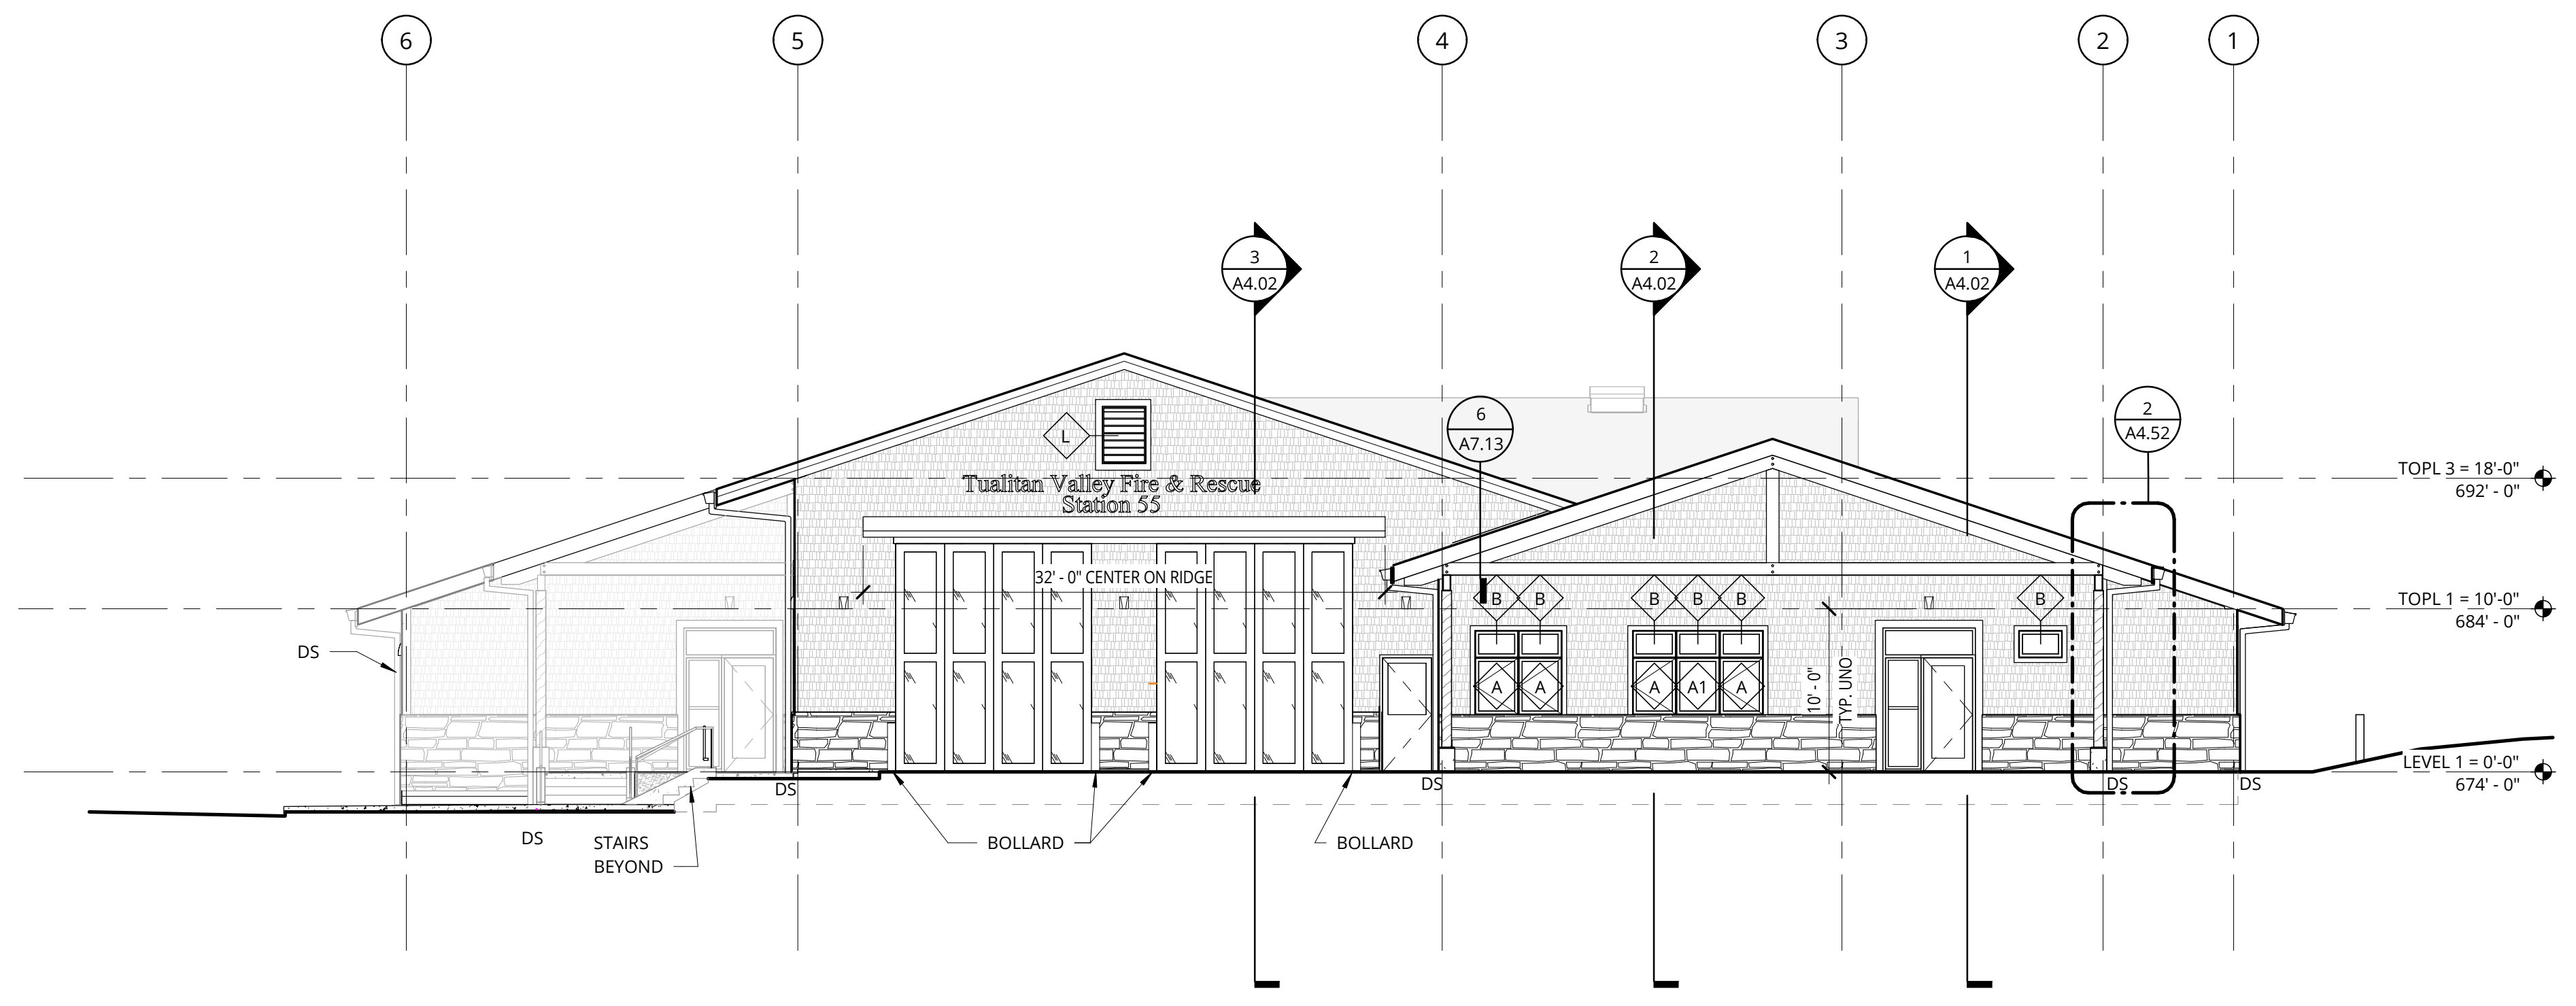 6
5
4
3
2
1
3
A4.02
2
A4.02
1
A4.02
6
A7.13
2
A4.52
L
Tualitan Valley Fire & Rescue
Station 55
TOPL 3 = 18'-0"
692' - 0"
32' - 0" CENTER ON RIDGE
B
B
B
B
B
B
TOPL 1 = 10'-0"
684' - 0"
DS
A
A
A
A1
A
10' - 0"
TYP. UNO
LEVEL 1 = 0'-0"
674' - 0"
DS
DS
DS
DS
DS
STAIRS
BEYOND
BOLLARD
BOLLARD